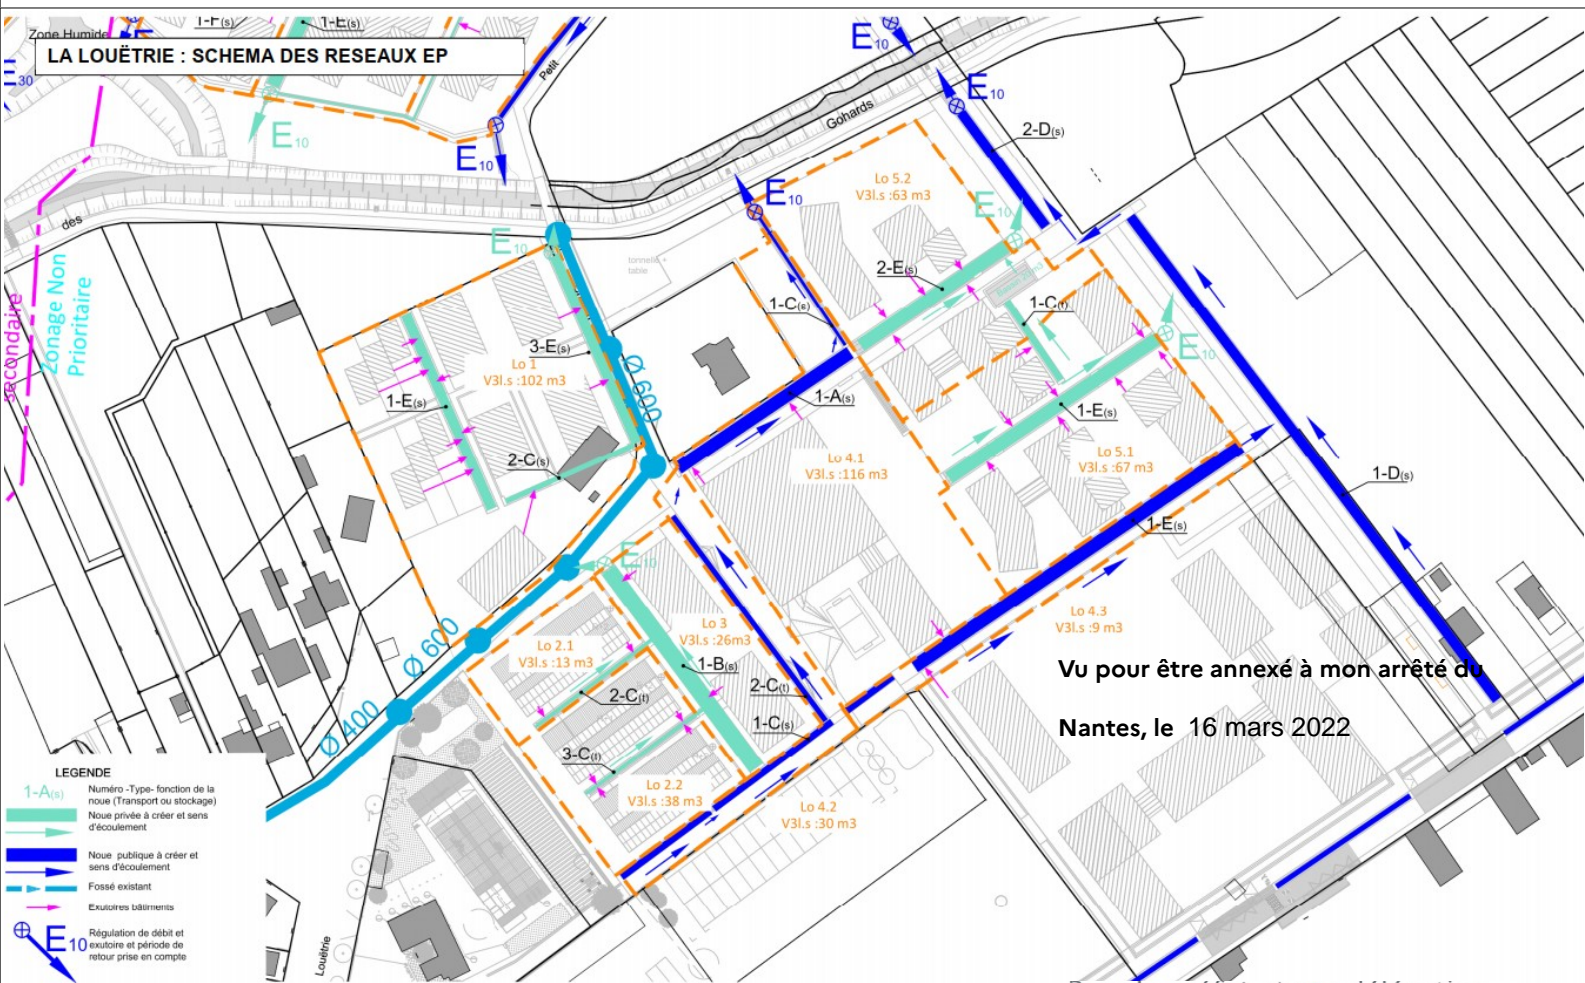 1-F(s)
1-E(s)
Zone Humide
LA LOUËTRIE : SCHEMA DES RESEAUX EP
30
Petit
E10
E10
E10
E10
Gohards
2-D(s)
des
Lo 5.2
V3l.s :63 m3
E10
E10
E10
secondaire
Zonage Non
Prioritaire
tonnelle +
table
2-E(s)
1-C(s)
1-C(t)
3-E(s)
Lo 1
V3l.s :102 m3
Ø 600
E10
1-E(s)
1-A(s)
1-E(s)
2-C(s)
Lo 4.1
V3l.s :116 m3
Lo 5.1
V3l.s :67 m3
1-D(s)
1-E(s)
E10
Lo 4.3
V3l.s :9 m3
Lo 3
V3l.s :26m3
Lo 2.1
V3l.s :13 m3
Ø 600
1-B(s)
2-C(t)
2-C(t)
1-C(s)
Ø 400
3-C(t)
Lo 2.2
V3l.s :38 m3
Lo 4.2
V3l.s :30 m3
Vu pour être annexé à mon arrêté du
Nantes, le 16 mars 2022
LEGENDE
1-A(s) Numéro -Type- fonction de la
noue (Transport ou stockage)
Noue privée à créer et sens
d'écoulement
Noue publique à créer et
sens d'écoulement
Fossé existant
Exutoires bâtiments
E10 Régulation de débit et
exutoire et période de
retour prise en compte
Louëtrie